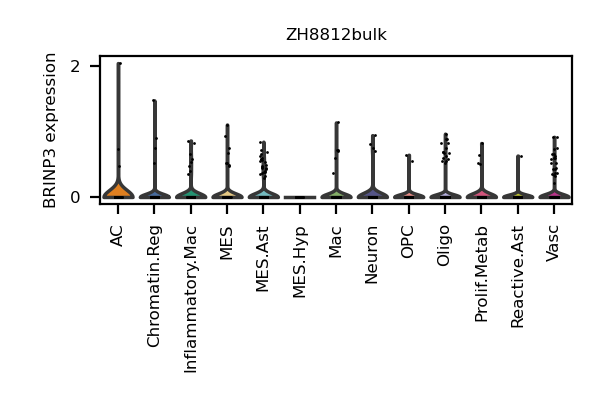 ZH8812bulk
BRINP3 expression
2
0
AC
Chromatin.Reg
Inflammatory.Mac
MES
MES.Ast
MES.Hyp
Mac
Neuron
OPC
Oligo
Prolif.Metab
Reactive.Ast
Vasc